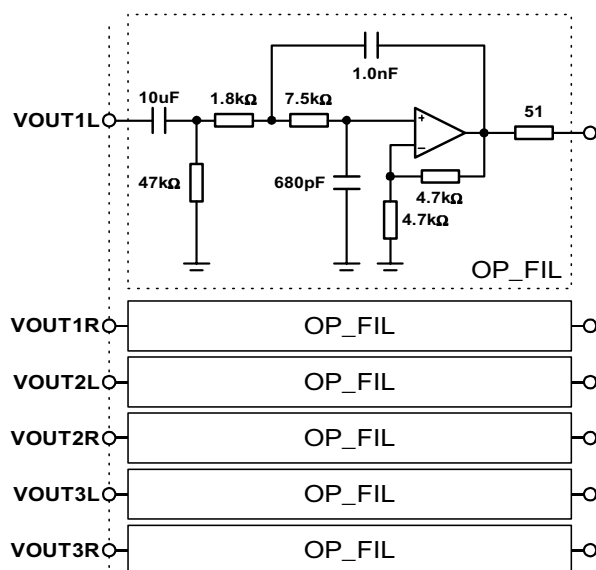 1.0nF
10uF
1.8kΩ
7.5kΩ
51
VOUT1L
+
−
47kΩ
680pF
4.7kΩ
4.7kΩ
OP_FIL
VOUT1R
OP_FIL
VOUT2L
OP_FIL
VOUT2R
OP_FIL
VOUT3L
OP_FIL
VOUT3R
OP_FIL